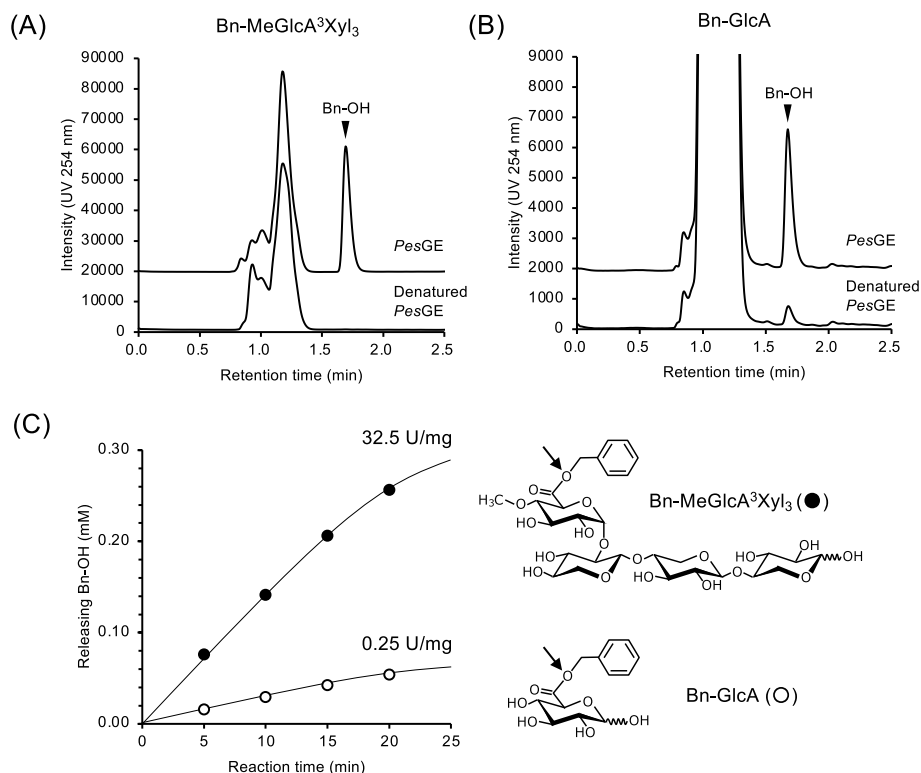 (A)
Bn-MeGlcA³Xyl₃
Intensity (UV 254 nm)
90000
80000
70000
60000
50000
40000
30000
20000
10000
0
Bn-OH
PesGE
Denatured
PesGE
0.0 0.5 1.0 1.5 2.0 2.5
Retention time (min)
(B)
Bn-GlcA
Intensity (UV 254 nm)
9000
8000
7000
6000
5000
4000
3000
2000
1000
0
Bn-OH
PesGE
Denatured
PesGE
0.0 0.5 1.0 1.5 2.0 2.5
Retention time (min)
(C)
Releasing Bn-OH (mM)
0.30
0.20
0.10
0.00
32.5 U/mg
0.25 U/mg
0 5 10 15 20 25
Reaction time (min)
O
O
H₃C
O
O
HO
HO
O
HO
HO
O
O
O
HO
HO
O
O
HO
HO
O
OH
Bn-MeGlcA³Xyl₃ (●)
O
O
HO
HO
O
HO
OH
Bn-GlcA (○)